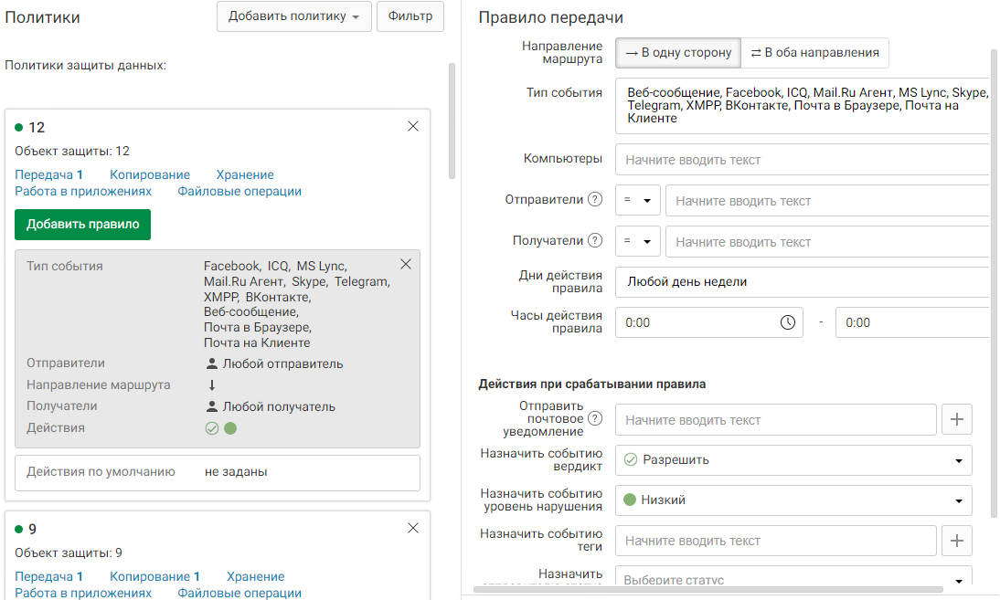 Политики
Добавить политику
Фильтр
Политики защиты данных:
12
Объект защиты: 12
Передача 1 Копирование Хранение
Работа в приложениях Файловые операции
Добавить правило
Тип события
Facebook, ICQ, MS Lync,
Mail.Ru Агент, Skype, Telegram,
XMPP, ВКонтакте,
Веб-сообщение,
Почта в Браузере,
Почта на Клиенте
Отправители
Любой отправитель
Направление маршрута
Получатели
Любой получатель
Действия
Действия по умолчанию
не заданы
9
Объект защиты: 9
Передача 1 Копирование 1 Хранение
Работа в приложениях Файловые операции
Правило передачи
Направление
маршрута
→ В одну сторону
⇄ В оба направления
Тип события
Веб-сообщение, Facebook, ICQ, Mail.Ru Агент, MS Lync, Skype,
Telegram, XMPP, ВКонтакте, Почта в Браузере, Почта на
Клиенте
Компьютеры
Начните вводить текст
Отправители ?
=
Начните вводить текст
Получатели ?
=
Начните вводить текст
Дни действия
правила
Любой день недели
Часы действия
правила
0:00 - 0:00
Действия при срабатывании правила
Отправить
почтовое ?
уведомление
Начните вводить текст
+
Назначить событию
вердикт
Разрешить
Назначить событию
уровень нарушения
Низкий
Назначить событию
теги
Начните вводить текст
+
Назначить
Выберите статус